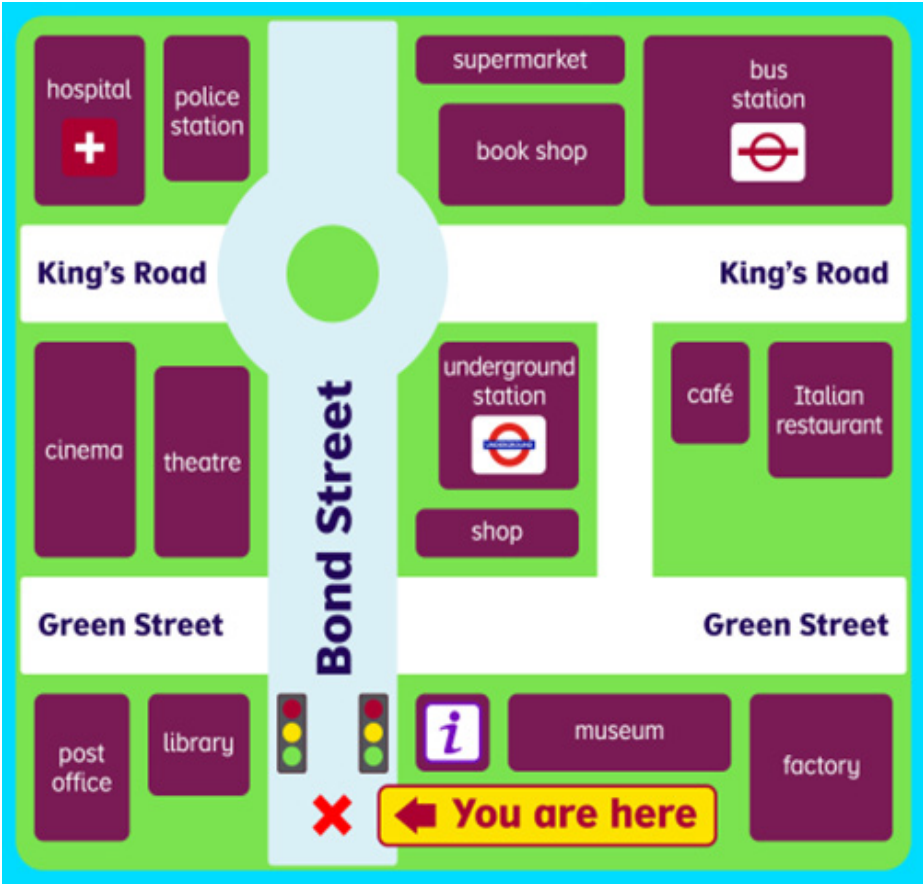 hospital
police
station
supermarket
book shop
bus
station
King's Road
King's Road
cinema
theatre
Bond Street
underground
station
UNDERGROUND
shop
café
Italian
restaurant
Green Street
Green Street
post
office
library
i
museum
factory
You are here